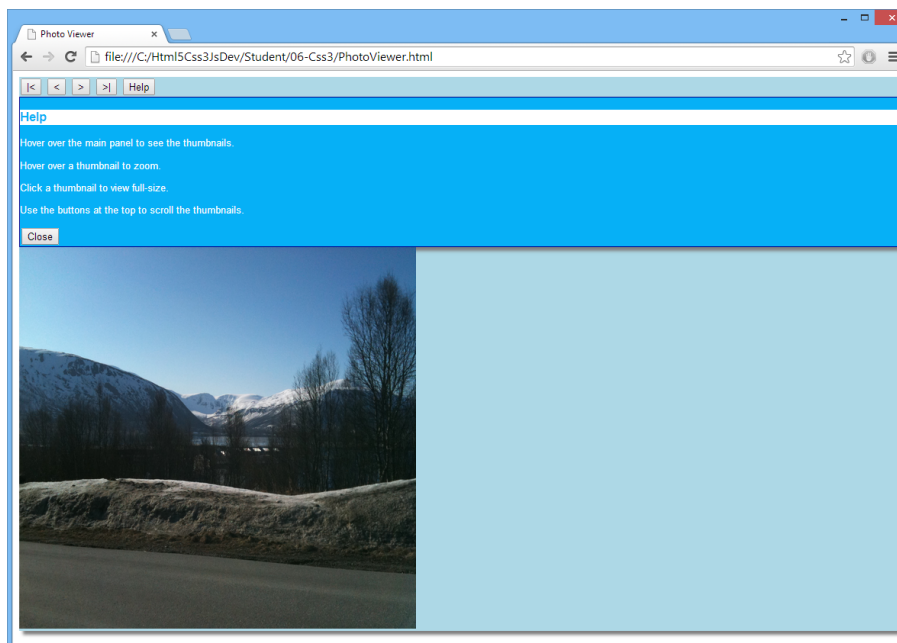 Photo Viewer
file:///C:/Html5Css3JsDev/Student/06-Css3/PhotoViewer.html
|< < > >| Help
Help
Hover over the main panel to see the thumbnails.
Hover over a thumbnail to zoom.
Click a thumbnail to view full-size.
Use the buttons at the top to scroll the thumbnails.
Close